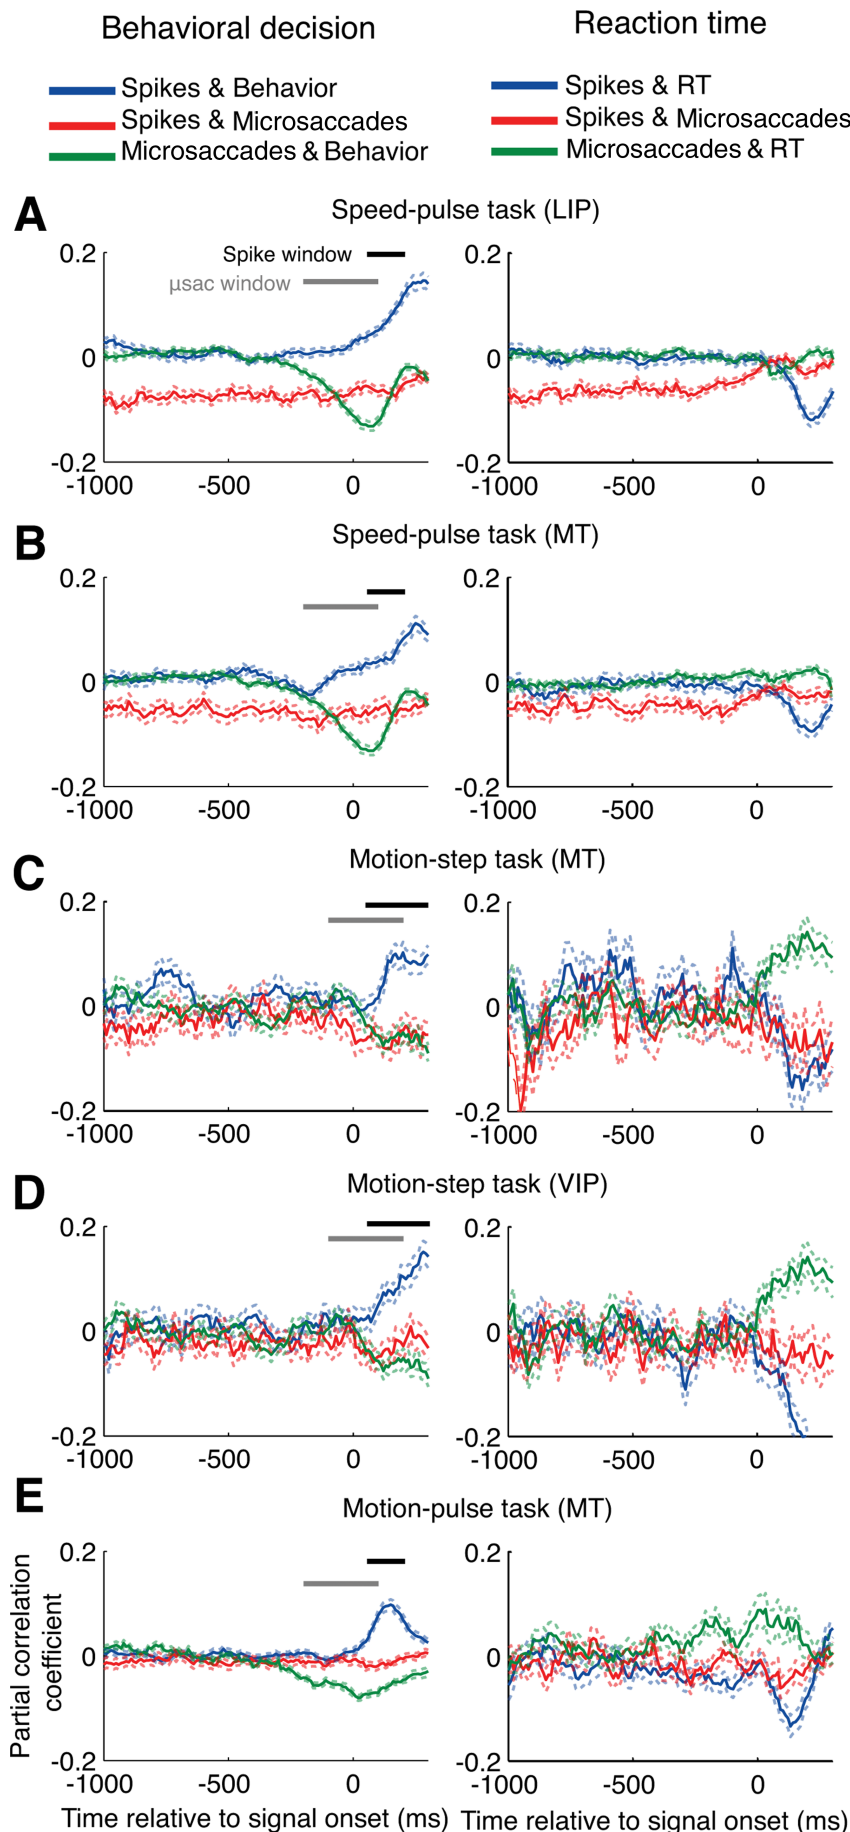 Behavioral decision
Reaction time
Spikes & Behavior
Spikes & Microsaccades
Microsaccades & Behavior
Spikes & RT
Spikes & Microsaccades
Microsaccades & RT
A
Speed-pulse task (LIP)
Spike window
µsac window
0.2
0
-0.2
-1000
-500
0
0.2
0
-0.2
-1000
-500
0
B
Speed-pulse task (MT)
0.2
0
-0.2
-1000
-500
0
0.2
0
-0.2
-1000
-500
0
C
Motion-step task (MT)
0.2
0
-0.2
-1000
-500
0
0.2
0
-0.2
-1000
-500
0
D
Motion-step task (VIP)
0.2
0
-0.2
-1000
-500
0
0.2
0
-0.2
-1000
-500
0
E
Motion-pulse task (MT)
Partial correlation
coefficient
0.2
0
-0.2
-1000
-500
0
Time relative to signal onset (ms)
0.2
0
-0.2
-1000
-500
0
Time relative to signal onset (ms)